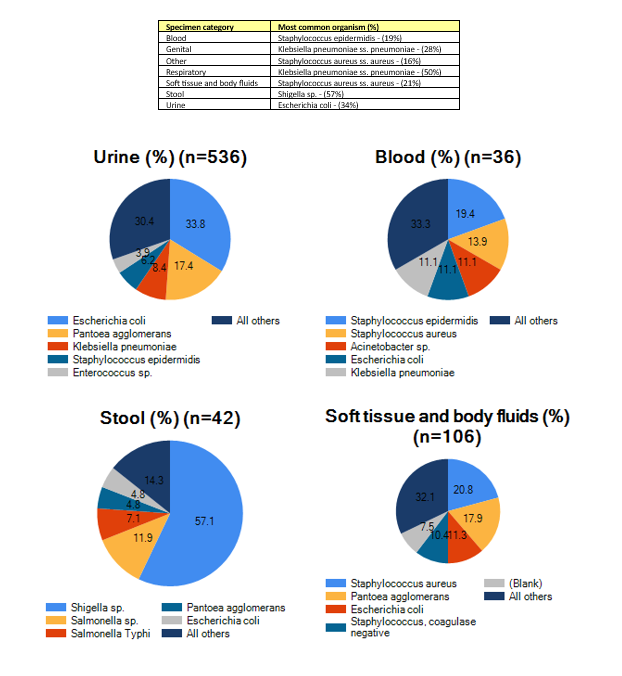 Specimen category Most common organism (%)
Blood Staphylococcus epidermidis - (19%)
Genital Klebsiella pneumoniae ss. pneumoniae - (28%)
Other Staphylococcus aureus ss. aureus - (16%)
Respiratory Klebsiella pneumoniae ss. pneumoniae - (50%)
Soft tissue and body fluids Staphylococcus aureus ss. aureus - (21%)
Stool Shigella sp. - (57%)
Urine Escherichia coli - (34%)
Urine (%) (n=536)
33.8
17.4
8.4
6.2
3.9
30.4
Escherichia coli
Pantoea agglomerans
Klebsiella pneumoniae
Staphylococcus epidermidis
Enterococcus sp.
All others
Blood (%) (n=36)
19.4
13.9
11.1
11.1
11.1
33.3
Staphylococcus epidermidis
Staphylococcus aureus
Acinetobacter sp.
Escherichia coli
Klebsiella pneumoniae
All others
Stool (%) (n=42)
57.1
11.9
7.1
4.8
4.8
14.3
Shigella sp.
Salmonella sp.
Salmonella Typhi
Pantoea agglomerans
Escherichia coli
All others
Soft tissue and body fluids (%)
(n=106)
20.8
17.9
11.3
10.4
7.5
32.1
Staphylococcus aureus
Pantoea agglomerans
Escherichia coli
Staphylococcus, coagulase
negative
(Blank)
All others